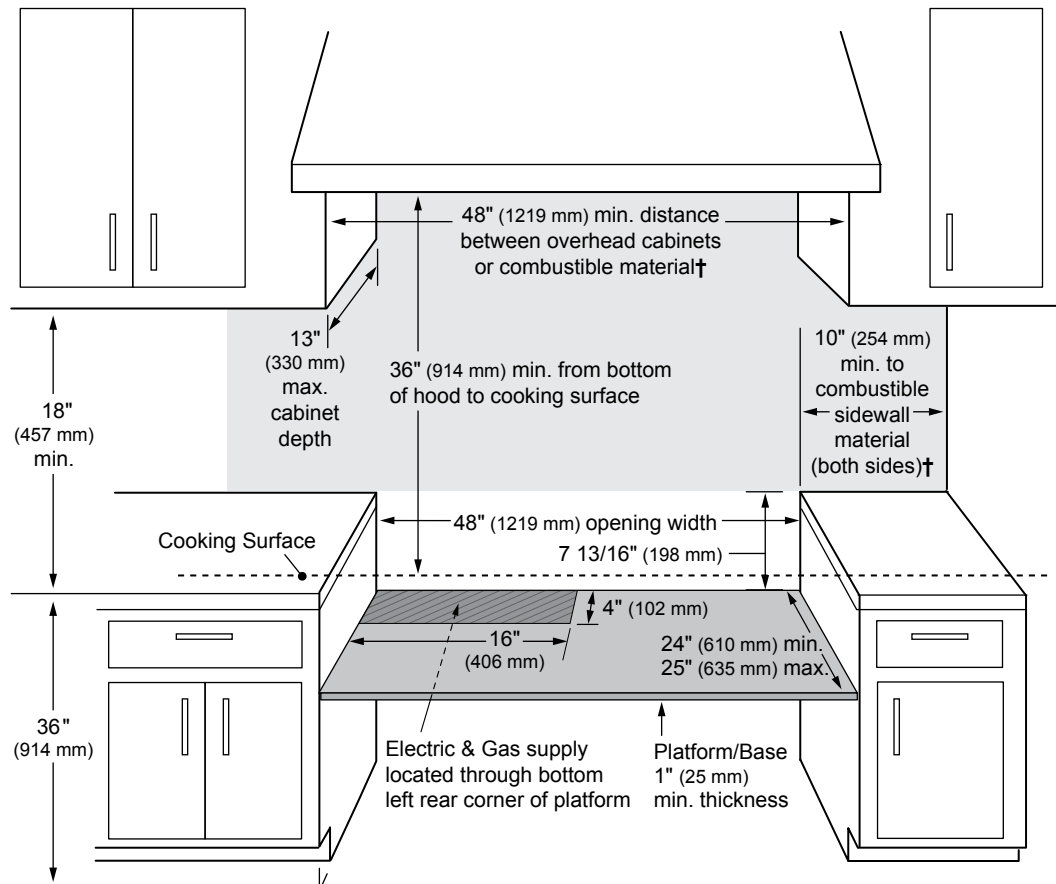 48" (1219 mm) min. distance
between overhead cabinets
or combustible material†
13"
(330 mm)
max.
cabinet
depth
36" (914 mm) min. from bottom
of hood to cooking surface
10" (254 mm)
min. to
combustible
sidewall
material
(both sides)†
18"
(457 mm)
min.
48" (1219 mm) opening width
Cooking Surface
7 13/16" (198 mm)
4" (102 mm)
16"
(406 mm)
24" (610 mm) min.
25" (635 mm) max.
36"
(914 mm)
Electric & Gas supply
located through bottom
left rear corner of platform
Platform/Base
1" (25 mm)
min. thickness